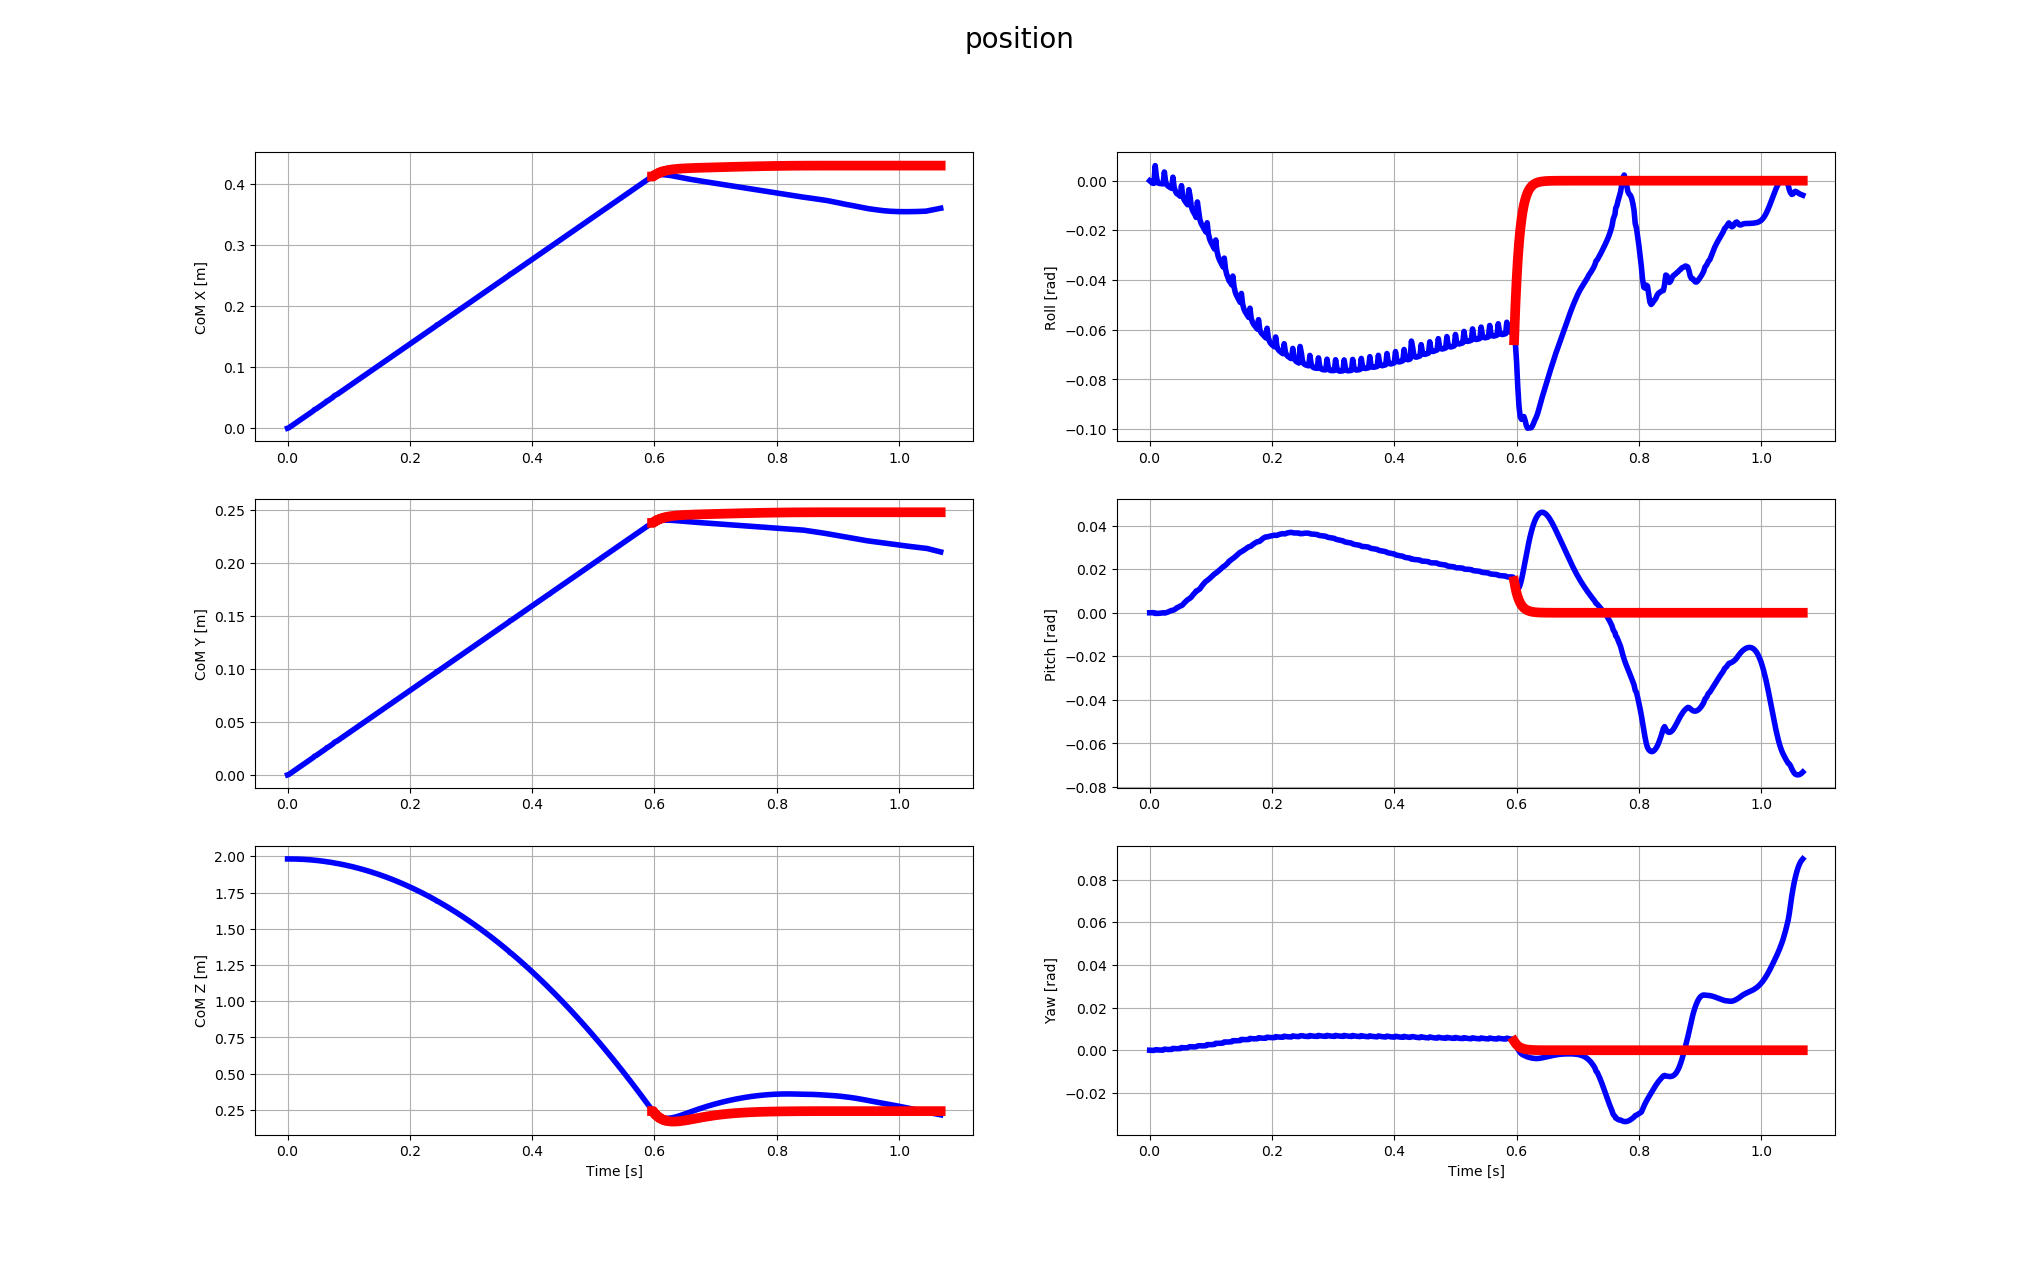 position
CoM X [m]
0.4
0.3
0.2
0.1
0.0
0.0 0.2 0.4 0.6 0.8 1.0
Roll [rad]
0.00
−0.02
−0.04
−0.06
−0.08
−0.10
0.0 0.2 0.4 0.6 0.8 1.0
CoM Y [m]
0.25
0.20
0.15
0.10
0.05
0.00
0.0 0.2 0.4 0.6 0.8 1.0
Pitch [rad]
0.04
0.02
0.00
−0.02
−0.04
−0.06
−0.08
0.0 0.2 0.4 0.6 0.8 1.0
CoM Z [m]
2.00
1.75
1.50
1.25
1.00
0.75
0.50
0.25
0.0 0.2 0.4 0.6 0.8 1.0
Time [s]
Yaw [rad]
0.08
0.06
0.04
0.02
0.00
−0.02
0.0 0.2 0.4 0.6 0.8 1.0
Time [s]